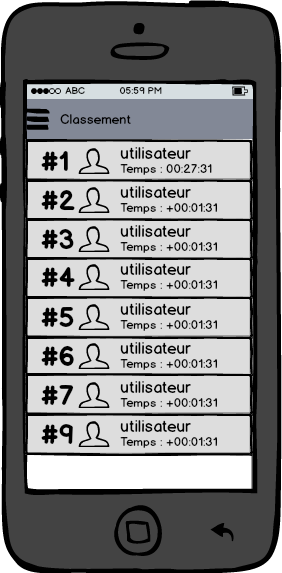 ABC 05:59 PM
Classement
#1 utilisateur
Temps : 00:27:31
#2 utilisateur
Temps : +00:01:31
#3 utilisateur
Temps : +00:01:31
#4 utilisateur
Temps : +00:01:31
#5 utilisateur
Temps : +00:01:31
#6 utilisateur
Temps : +00:01:31
#7 utilisateur
Temps : +00:01:31
#9 utilisateur
Temps : +00:01:31